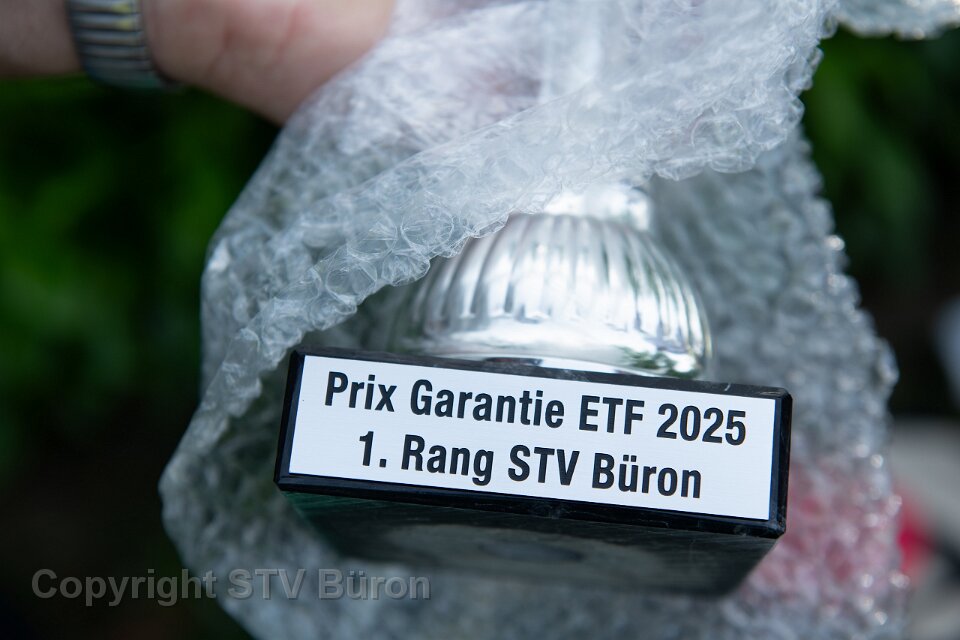 Prix Garantie ETF 2025
1. Rang STV Büron
Copyright STV Büron